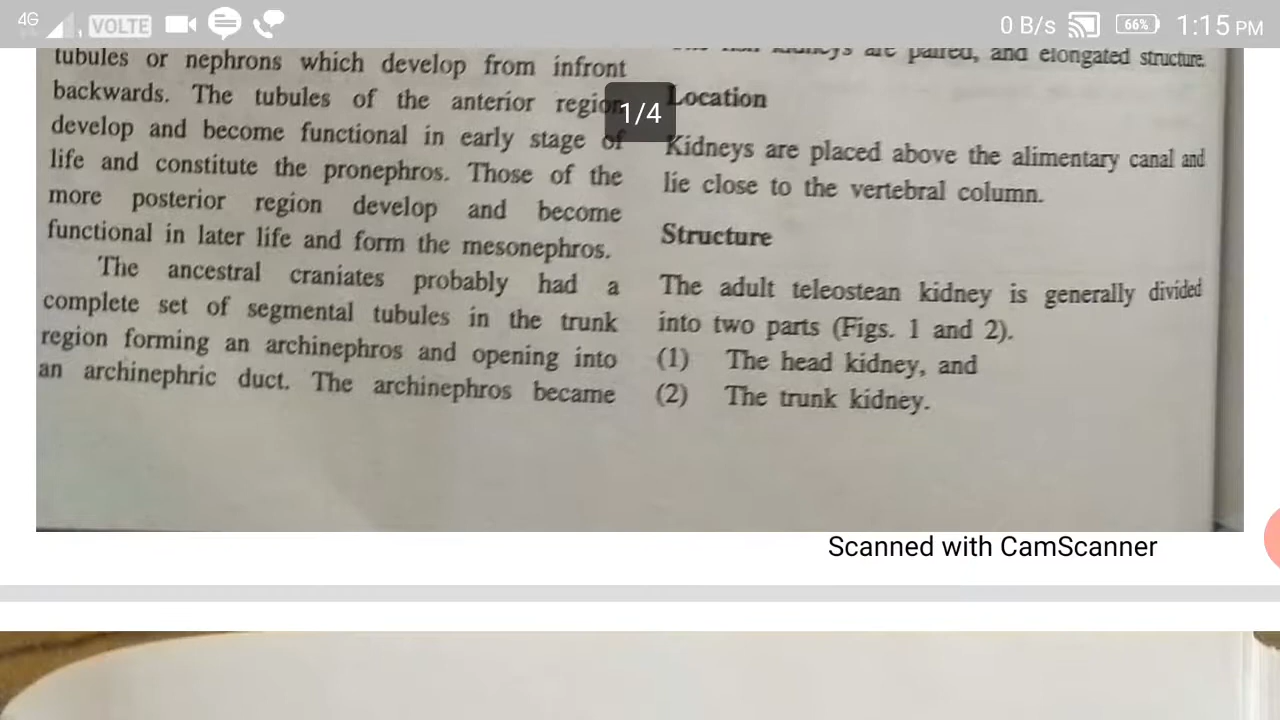 4G VOLTE 0 B/s 66% 1:15 PM
1/4
tubules or nephrons which develop from infront
backwards. The tubules of the anterior region
develop and become functional in early stage of
life and constitute the pronephros. Those of the
more posterior region develop and become
functional in later life and form the mesonephros.
The ancestral craniates probably had a
complete set of segmental tubules in the trunk
region forming an archinephros and opening into
an archinephric duct. The archinephros became
kidneys are paired, and elongated structure.
Location
Kidneys are placed above the alimentary canal and
lie close to the vertebral column.
Structure
The adult teleostean kidney is generally divided
into two parts (Figs. 1 and 2).
(1) The head kidney, and
(2) The trunk kidney.
Scanned with CamScanner